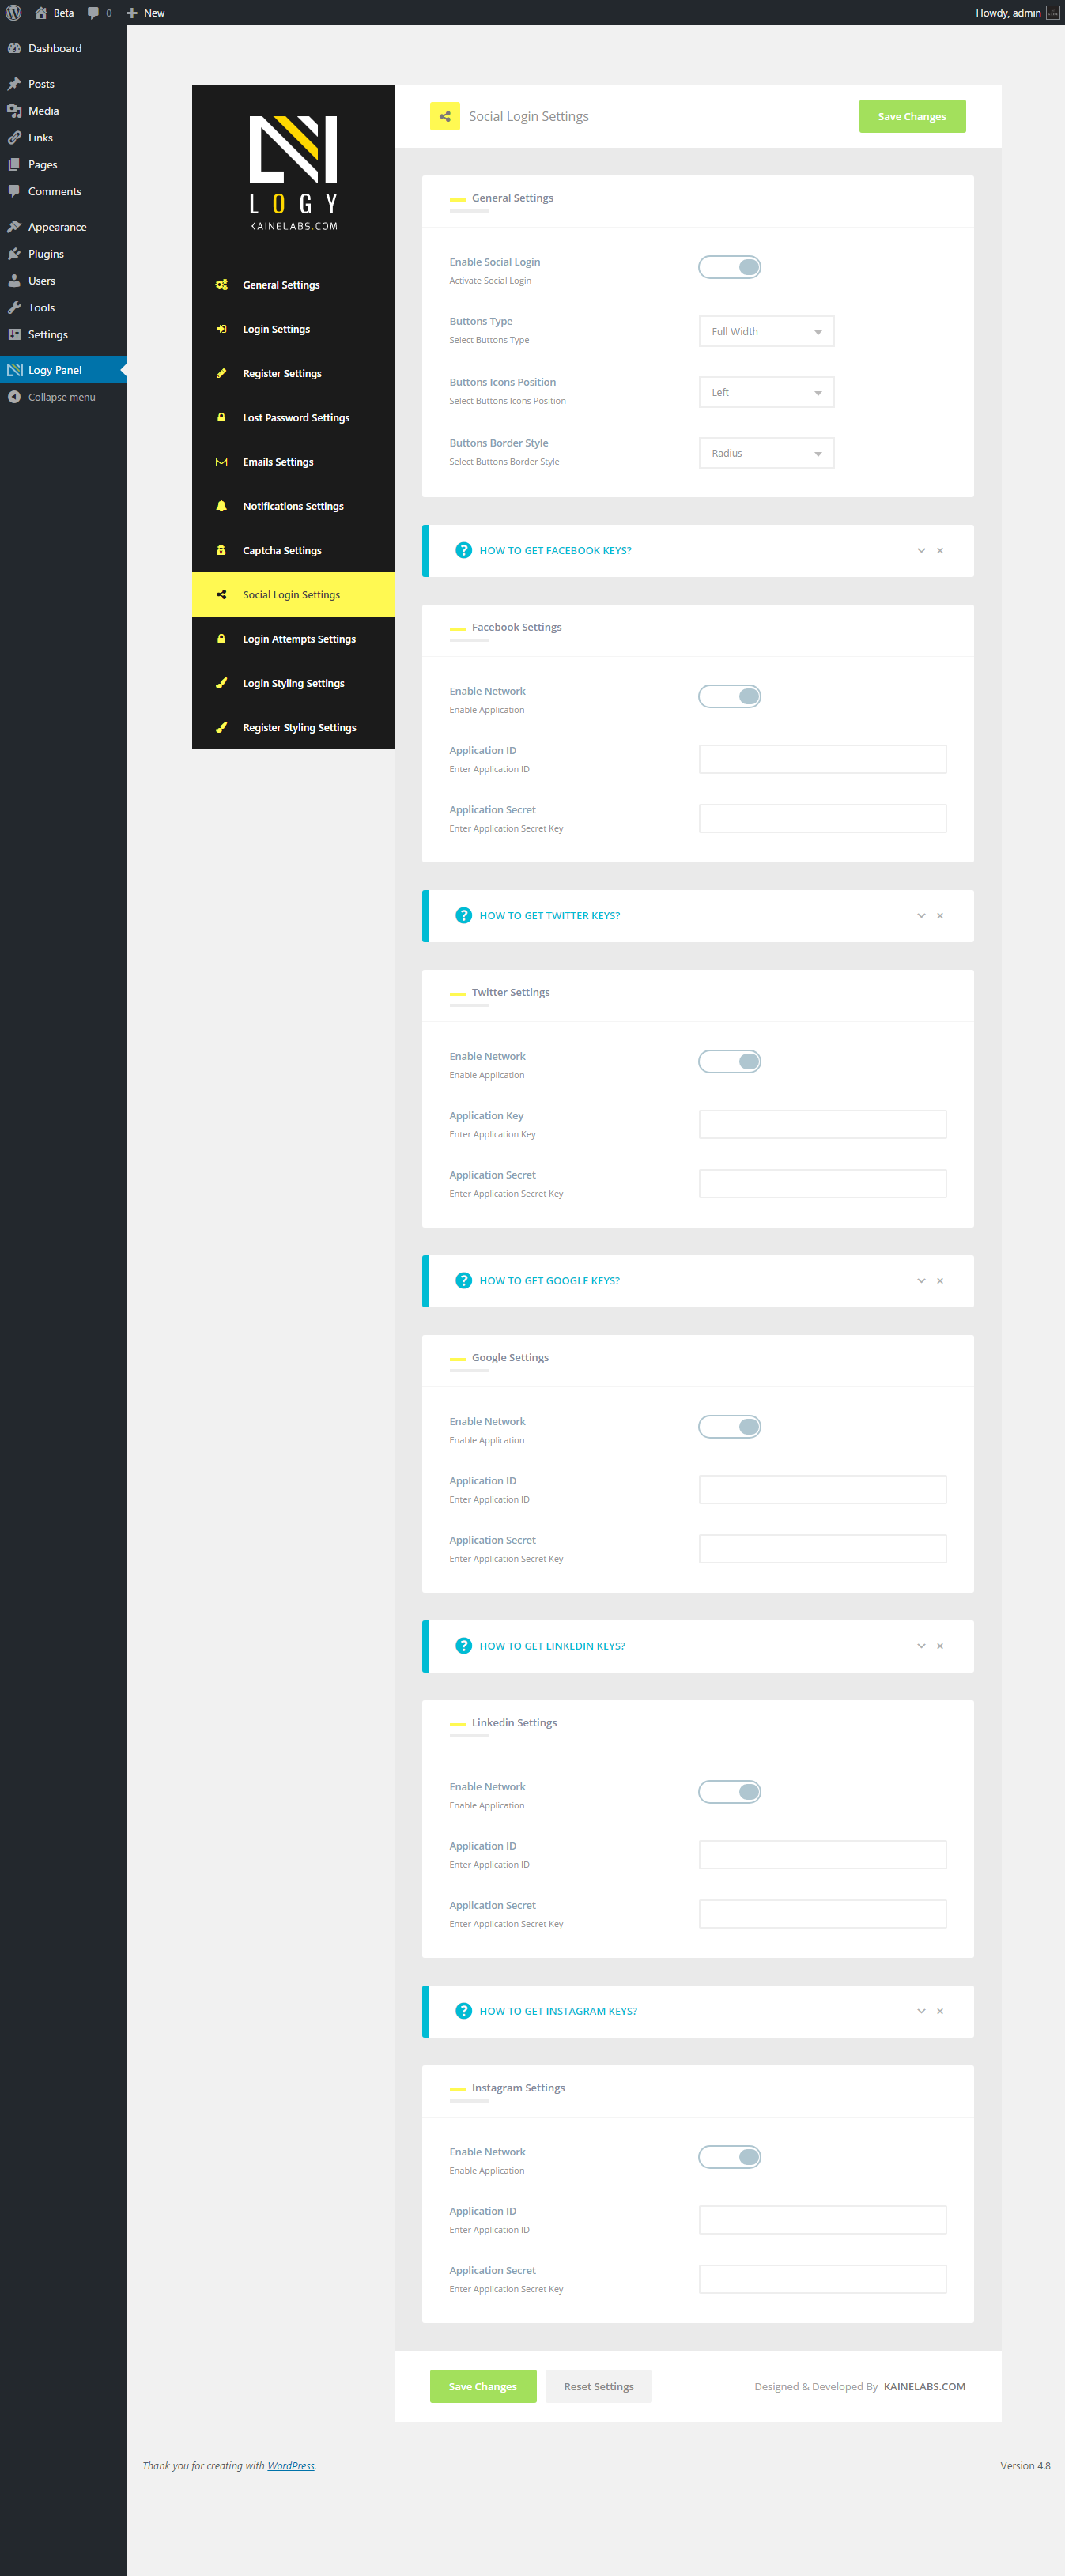 Beta
0
New
Howdy, admin
Dashboard
Posts
Media
Links
Pages
Comments
Appearance
Plugins
Users
Tools
Settings
Logy Panel
Collapse menu
LOGY
KAINELABS.COM
General Settings
Login Settings
Register Settings
Lost Password Settings
Emails Settings
Notifications Settings
Captcha Settings
Social Login Settings
Login Attempts Settings
Login Styling Settings
Register Styling Settings
Social Login Settings
Save Changes
General Settings
Enable Social Login
Activate Social Login
Buttons Type
Select Buttons Type
Full Width
Buttons Icons Position
Select Buttons Icons Position
Left
Buttons Border Style
Select Buttons Border Style
Radius
HOW TO GET FACEBOOK KEYS?
Facebook Settings
Enable Network
Enable Application
Application ID
Enter Application ID
Application Secret
Enter Application Secret Key
HOW TO GET TWITTER KEYS?
Twitter Settings
Enable Network
Enable Application
Application Key
Enter Application Key
Application Secret
Enter Application Secret Key
HOW TO GET GOOGLE KEYS?
Google Settings
Enable Network
Enable Application
Application ID
Enter Application ID
Application Secret
Enter Application Secret Key
HOW TO GET LINKEDIN KEYS?
Linkedin Settings
Enable Network
Enable Application
Application ID
Enter Application ID
Application Secret
Enter Application Secret Key
HOW TO GET INSTAGRAM KEYS?
Instagram Settings
Enable Network
Enable Application
Application ID
Enter Application ID
Application Secret
Enter Application Secret Key
Save Changes
Reset Settings
Designed & Developed By KAINELABS.COM
Thank you for creating with WordPress.
Version 4.8